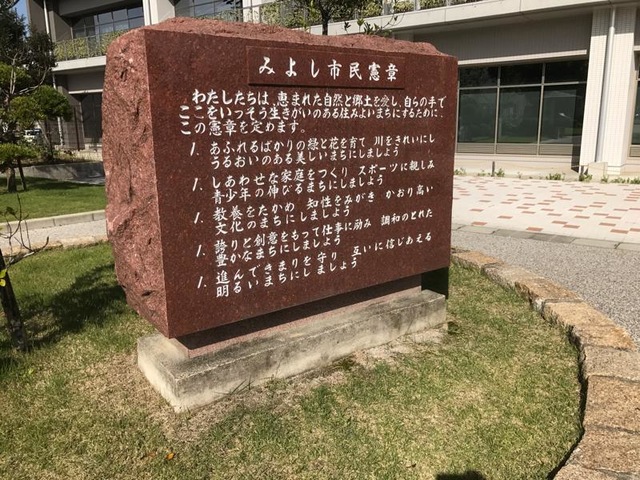 みよし市民憲章
わたしたちは、恵まれた自然と郷土を愛し、自らの手で
ここをいっそう生きがいのある住みよいまちにするために、
この憲章を定めます。
1. あふれるばかりの緑と花を育て 川をきれいにし
うるおいのある美しいまちにしましょう
1. しあわせな家庭をつくり スポーツに親しみ
青少年の伸びるまちにしましょう
1. 教養をたかめ 知性をみがき かおり高い
文化のまちにしましょう
1. 誇りと創意をもって仕事に励み 調和のとれた
豊かなまちにしましょう
1. 進んできまりを守り 互いに信じあえる
明るいまちにしましょう